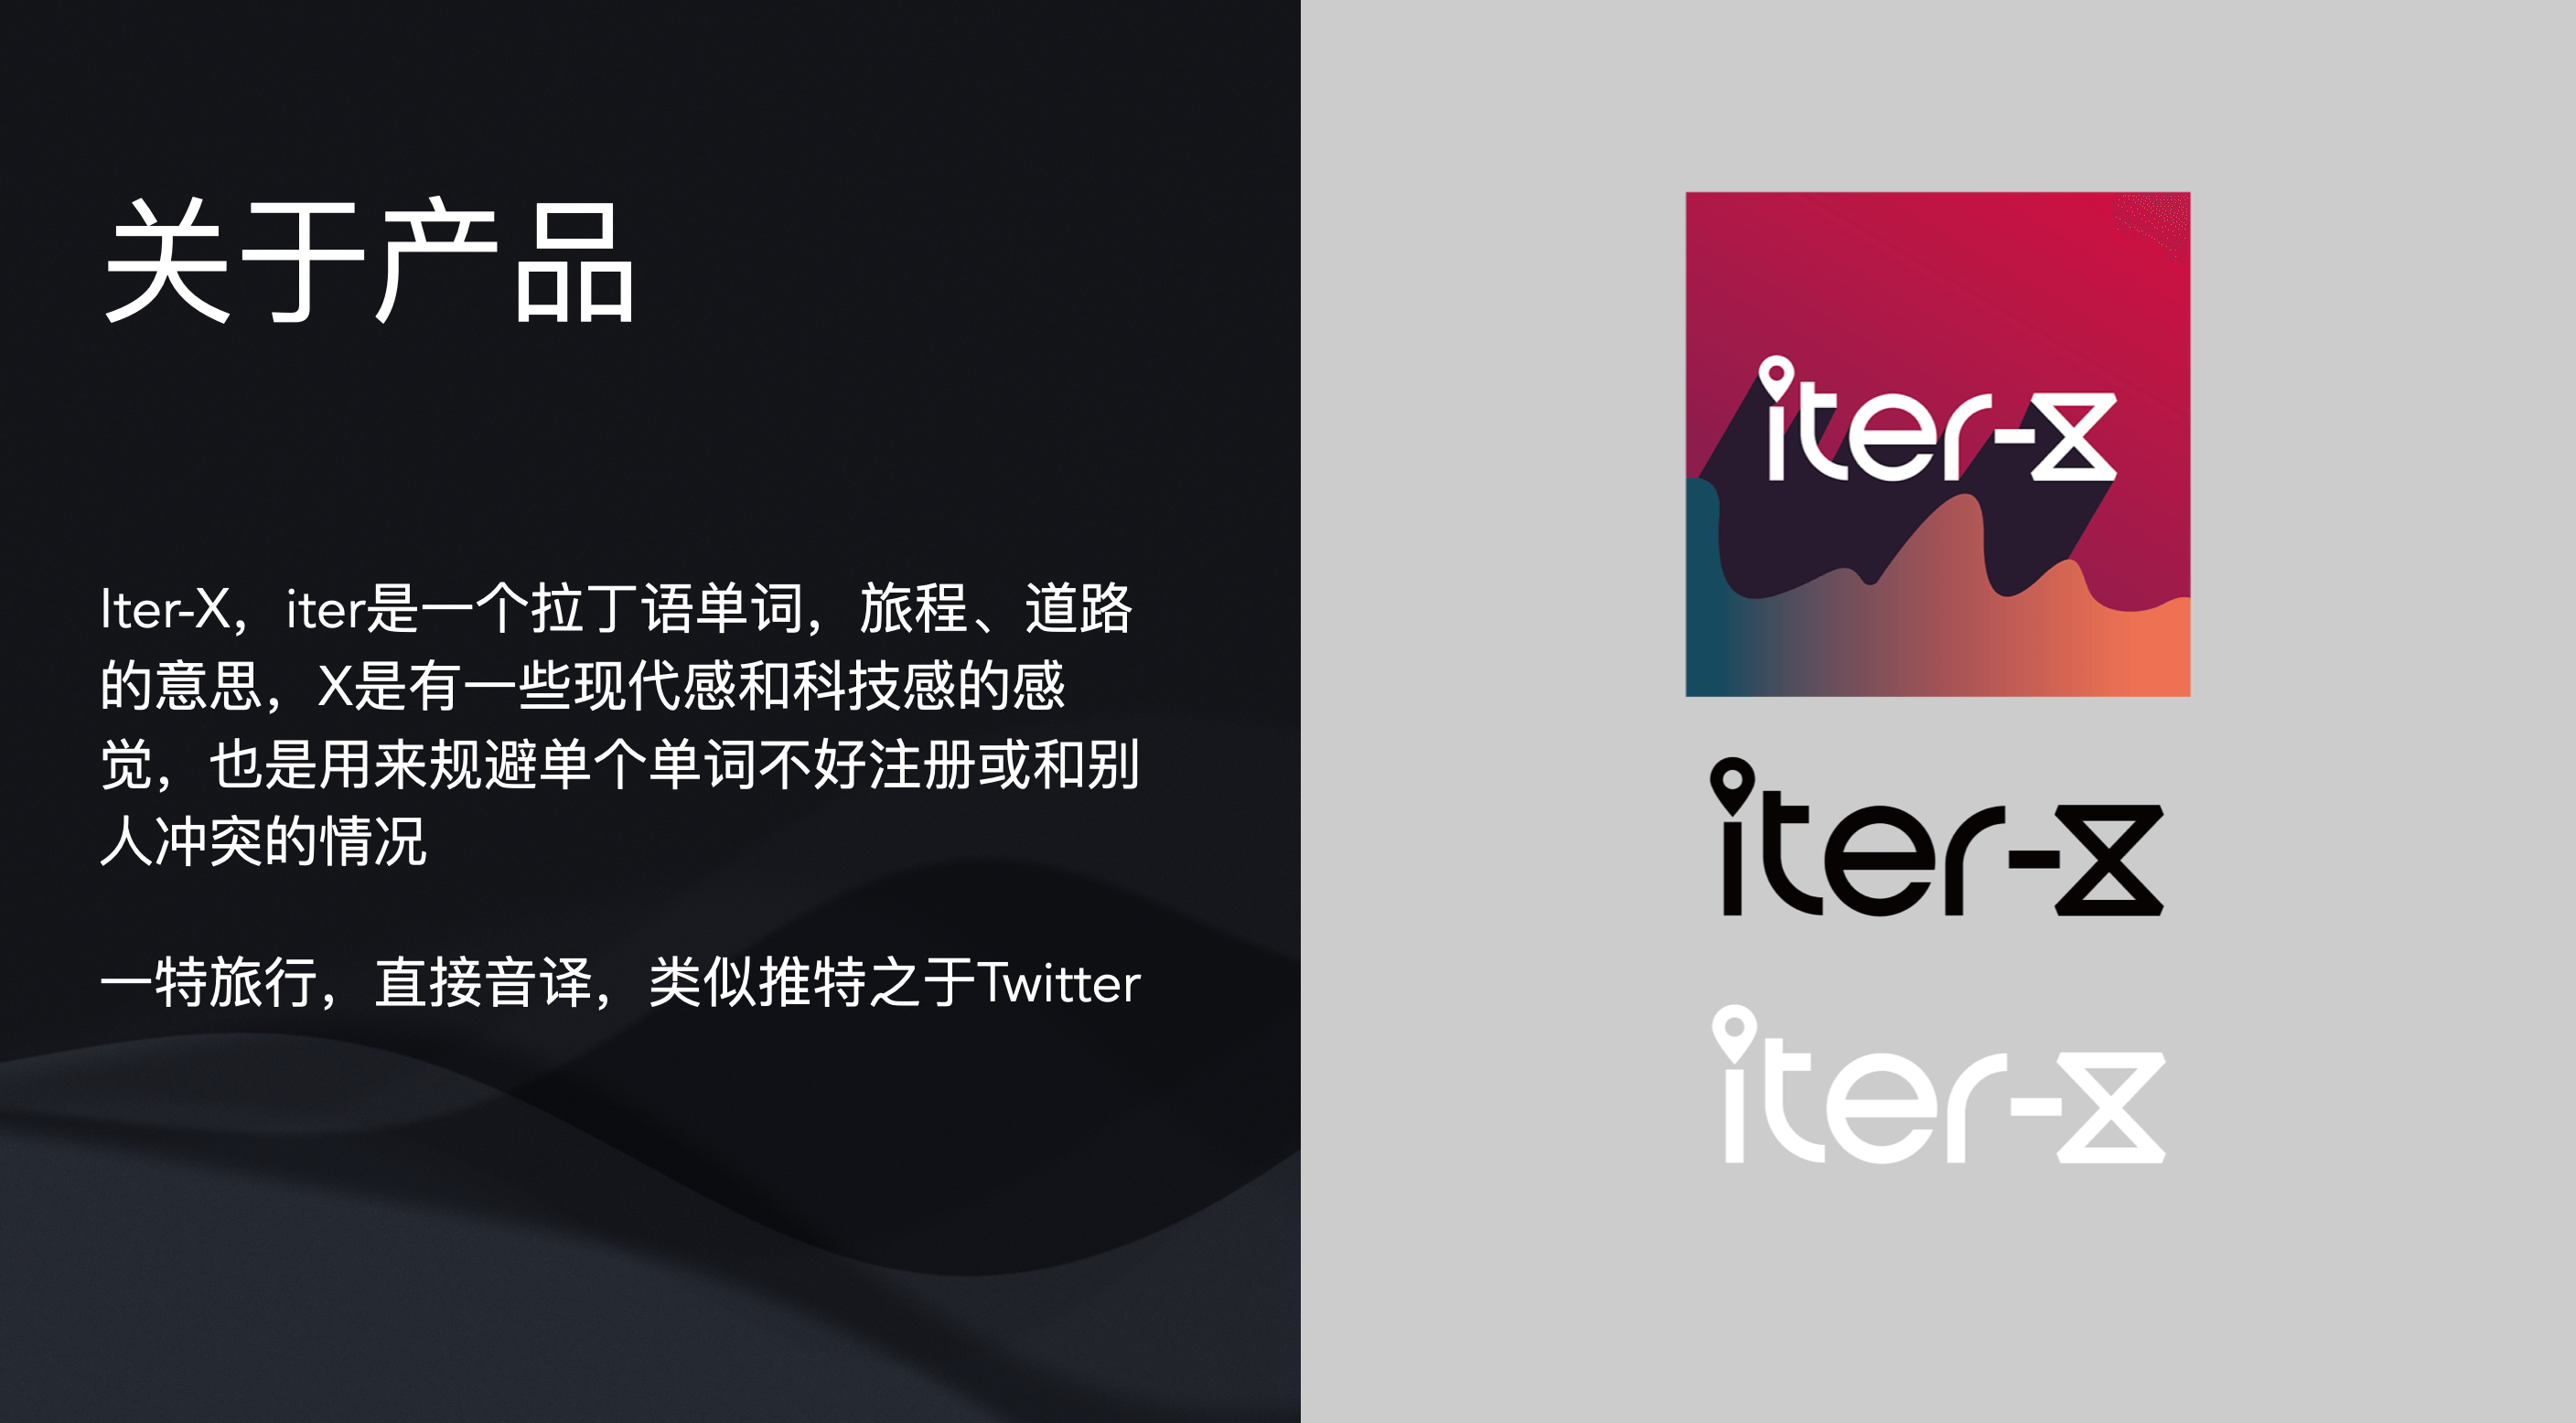 关于产品
Iter-X，iter是一个拉丁语单词，旅程、道路
的意思，X是有一些现代感和科技感的感
觉，也是用来规避单个单词不好注册或和别
人冲突的情况
一特旅行，直接音译，类似推特之于Twitter
iter-x
iter-x
iter-x